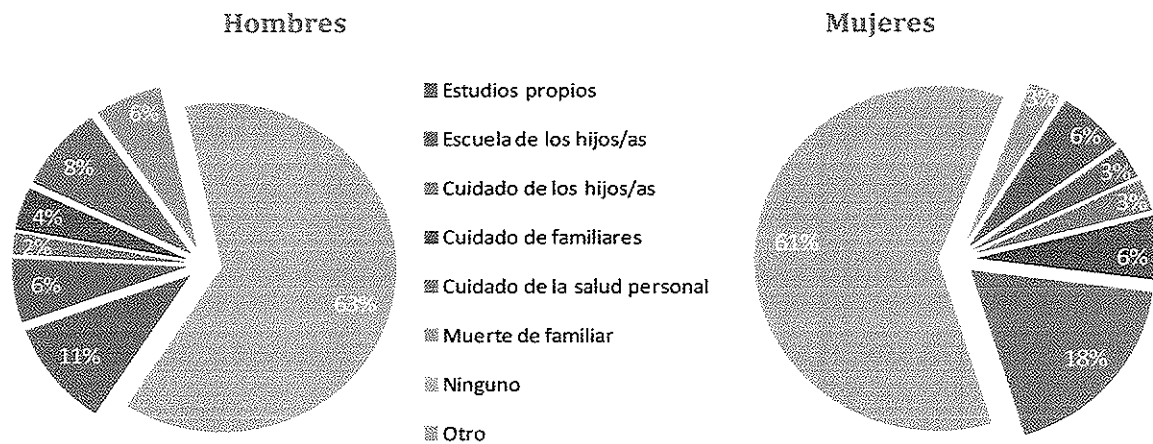 Hombres
Mujeres
Estudios propios
Escuela de los hijos/as
Cuidado de los hijos/as
Cuidado de familiares
Cuidado de la salud personal
Muerte de familiar
Ninguno
Otro
6%
8%
4%
2%
6%
11%
63%
3%
6%
3%
3%
6%
18%
61%